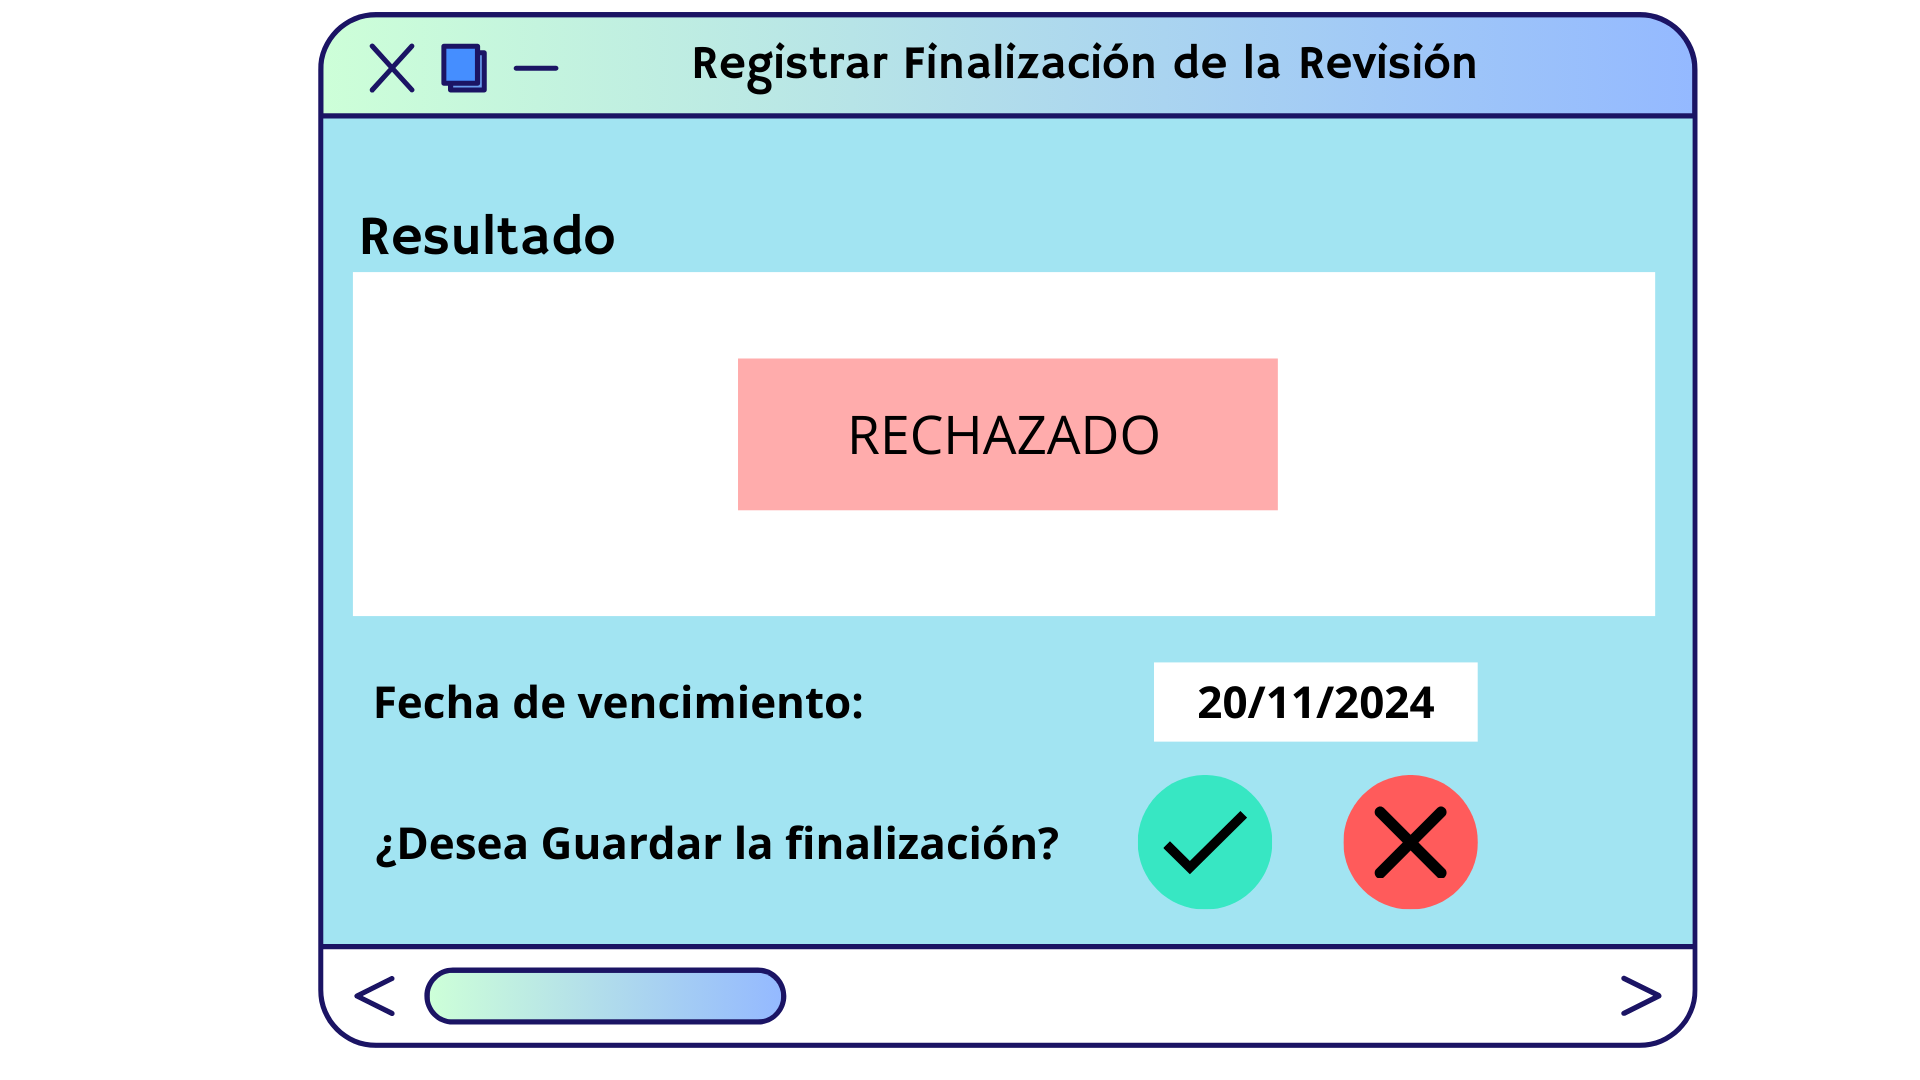 Registrar Finalización de la Revisión
Resultado
RECHAZADO
Fecha de vencimiento:
20/11/2024
¿Desea Guardar la finalización?